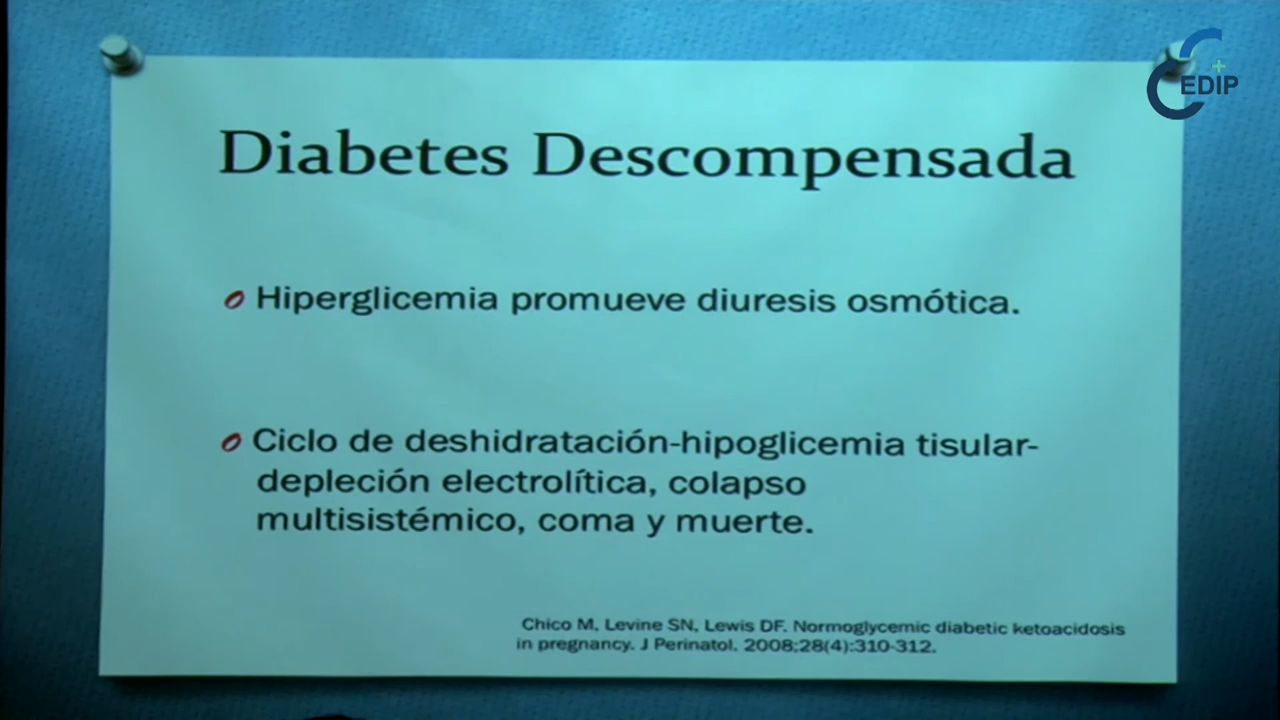 CEDIP
Diabetes Descompensada
Hiperglicemia promueve diuresis osmótica.
Ciclo de deshidratación-hipoglicemia tisular-
depleción electrolítica, colapso
multisistémico, coma y muerte.
Chico M, Levine SN, Lewis DF. Normoglycemic diabetic ketoacidosis
in pregnancy. J Perinatol. 2008;28(4):310-312.